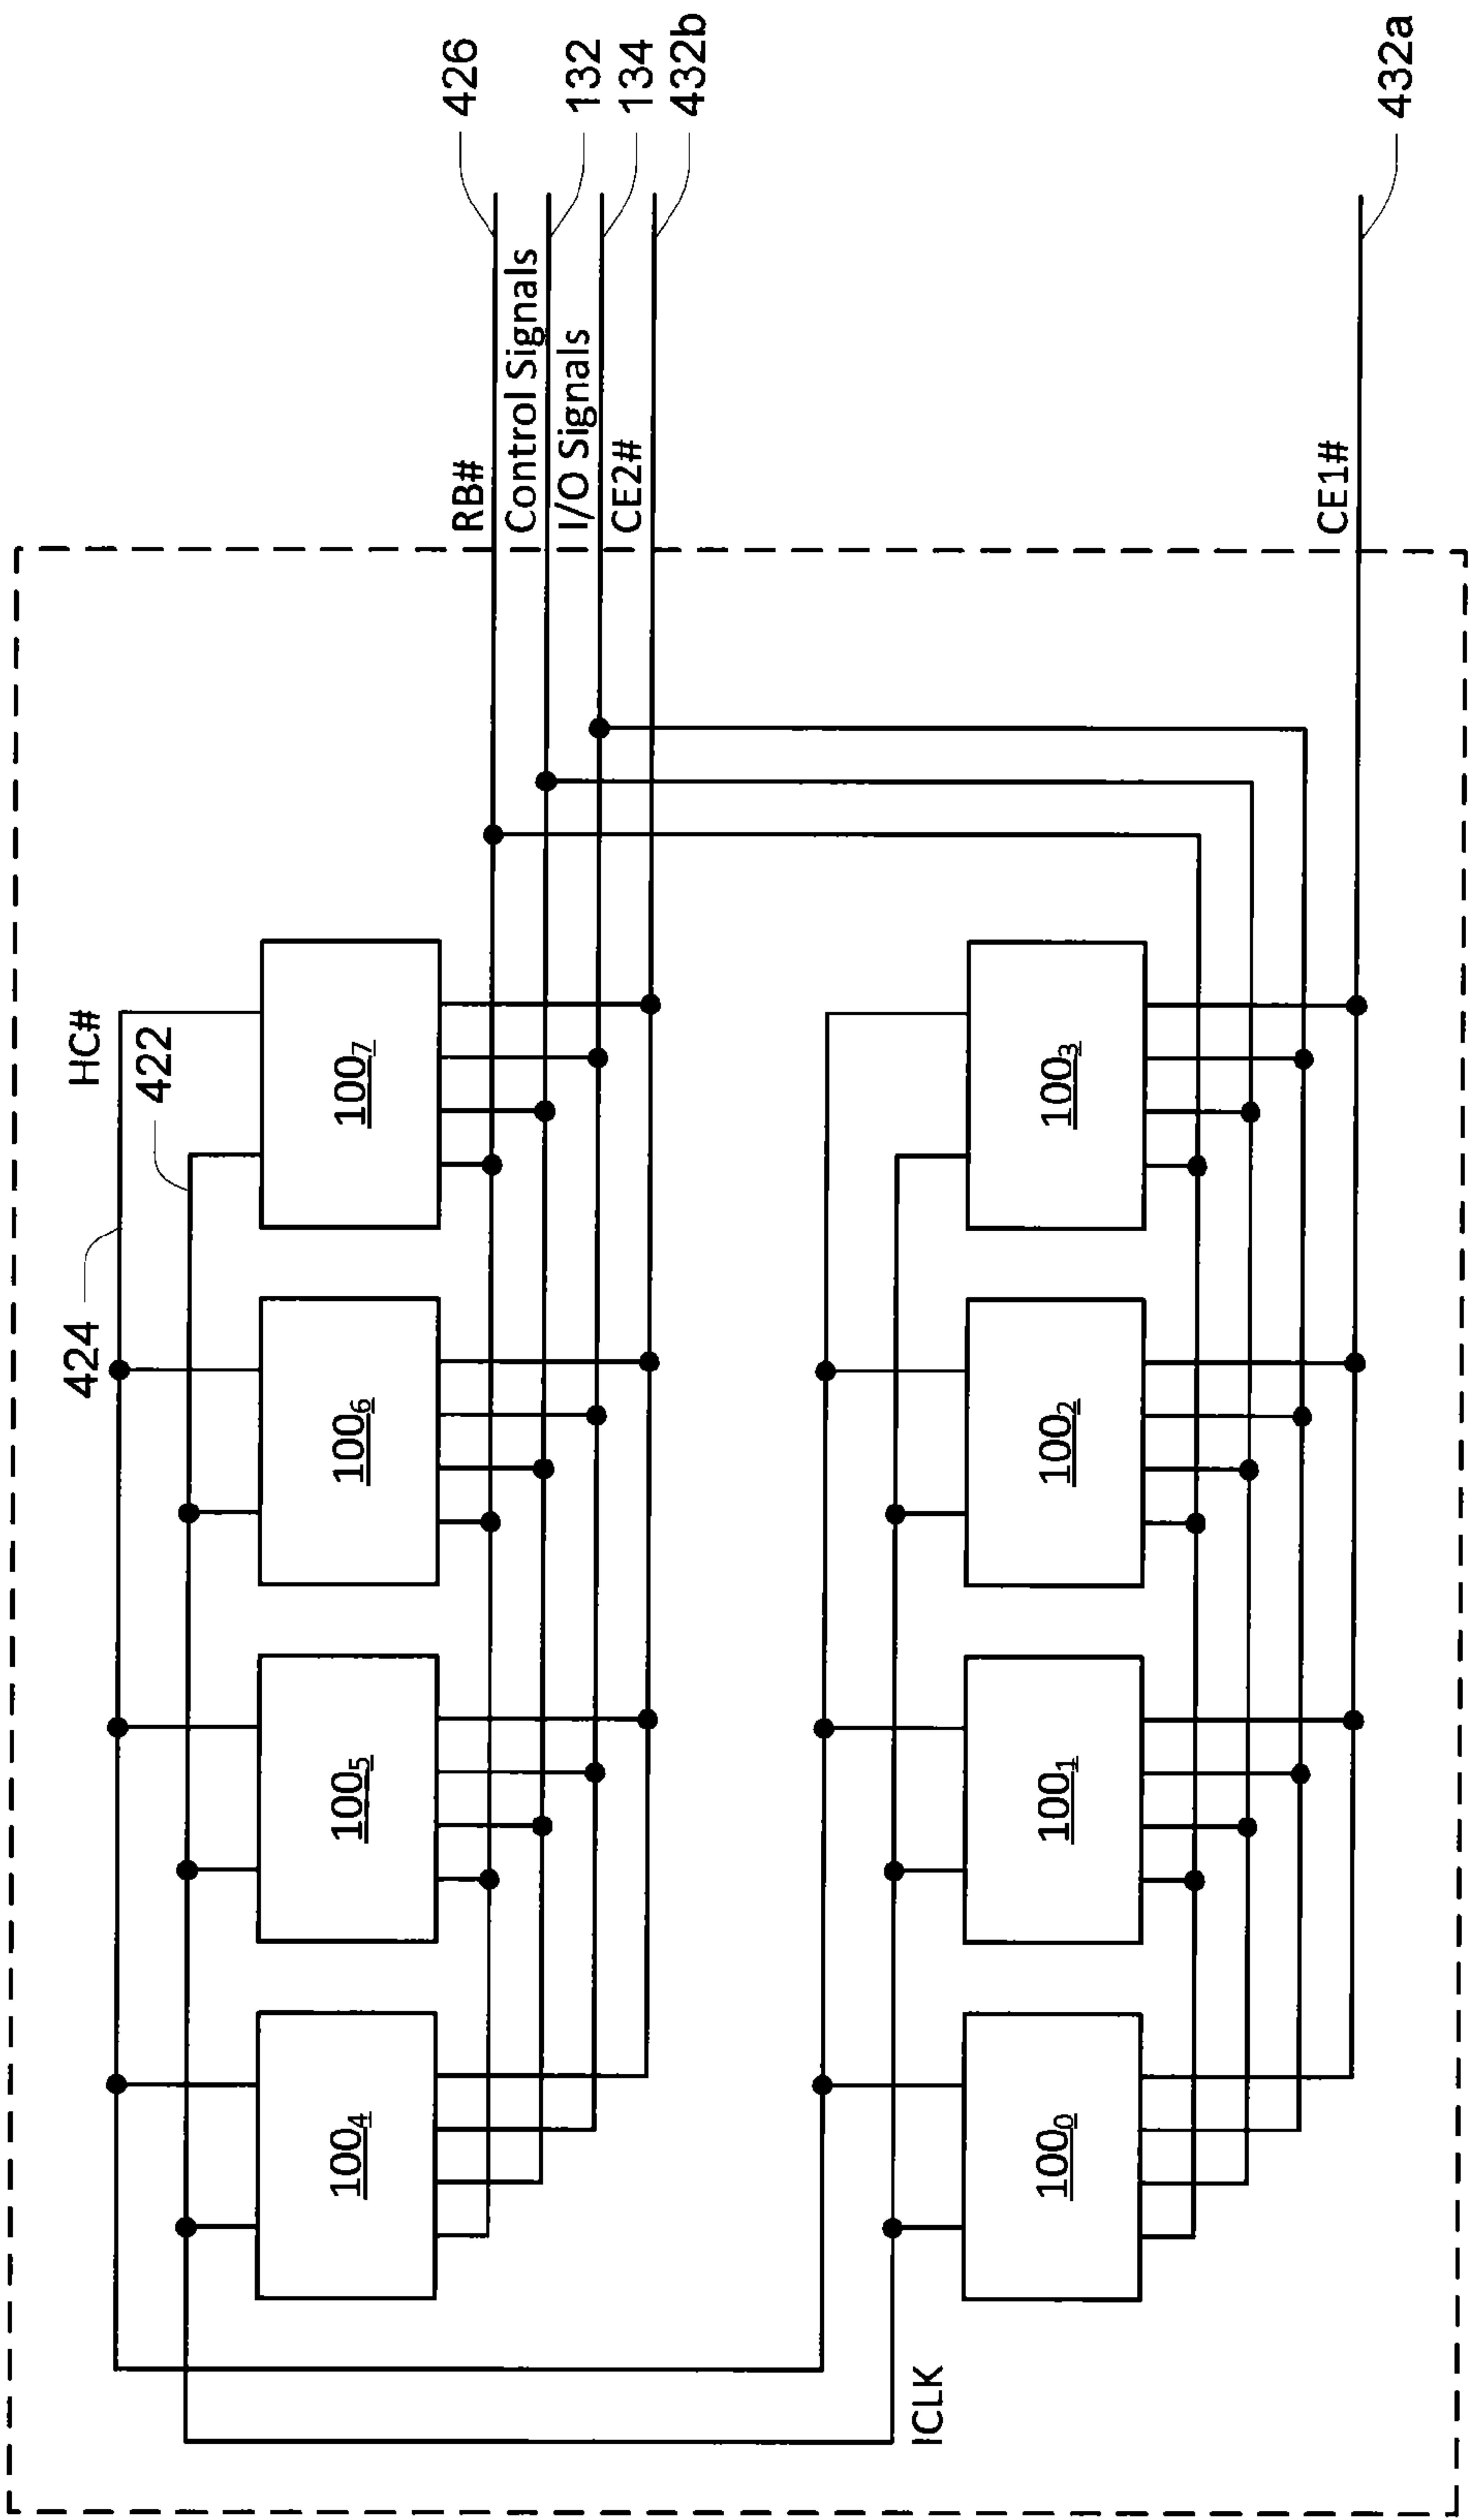 424
HC#
422
100₄
100₅
100₆
100₇
RB#
426
Control Signals
132
I/O Signals
134
CE2#
432b
100₀
100₁
100₂
100₃
ICLK
CE1#
432a